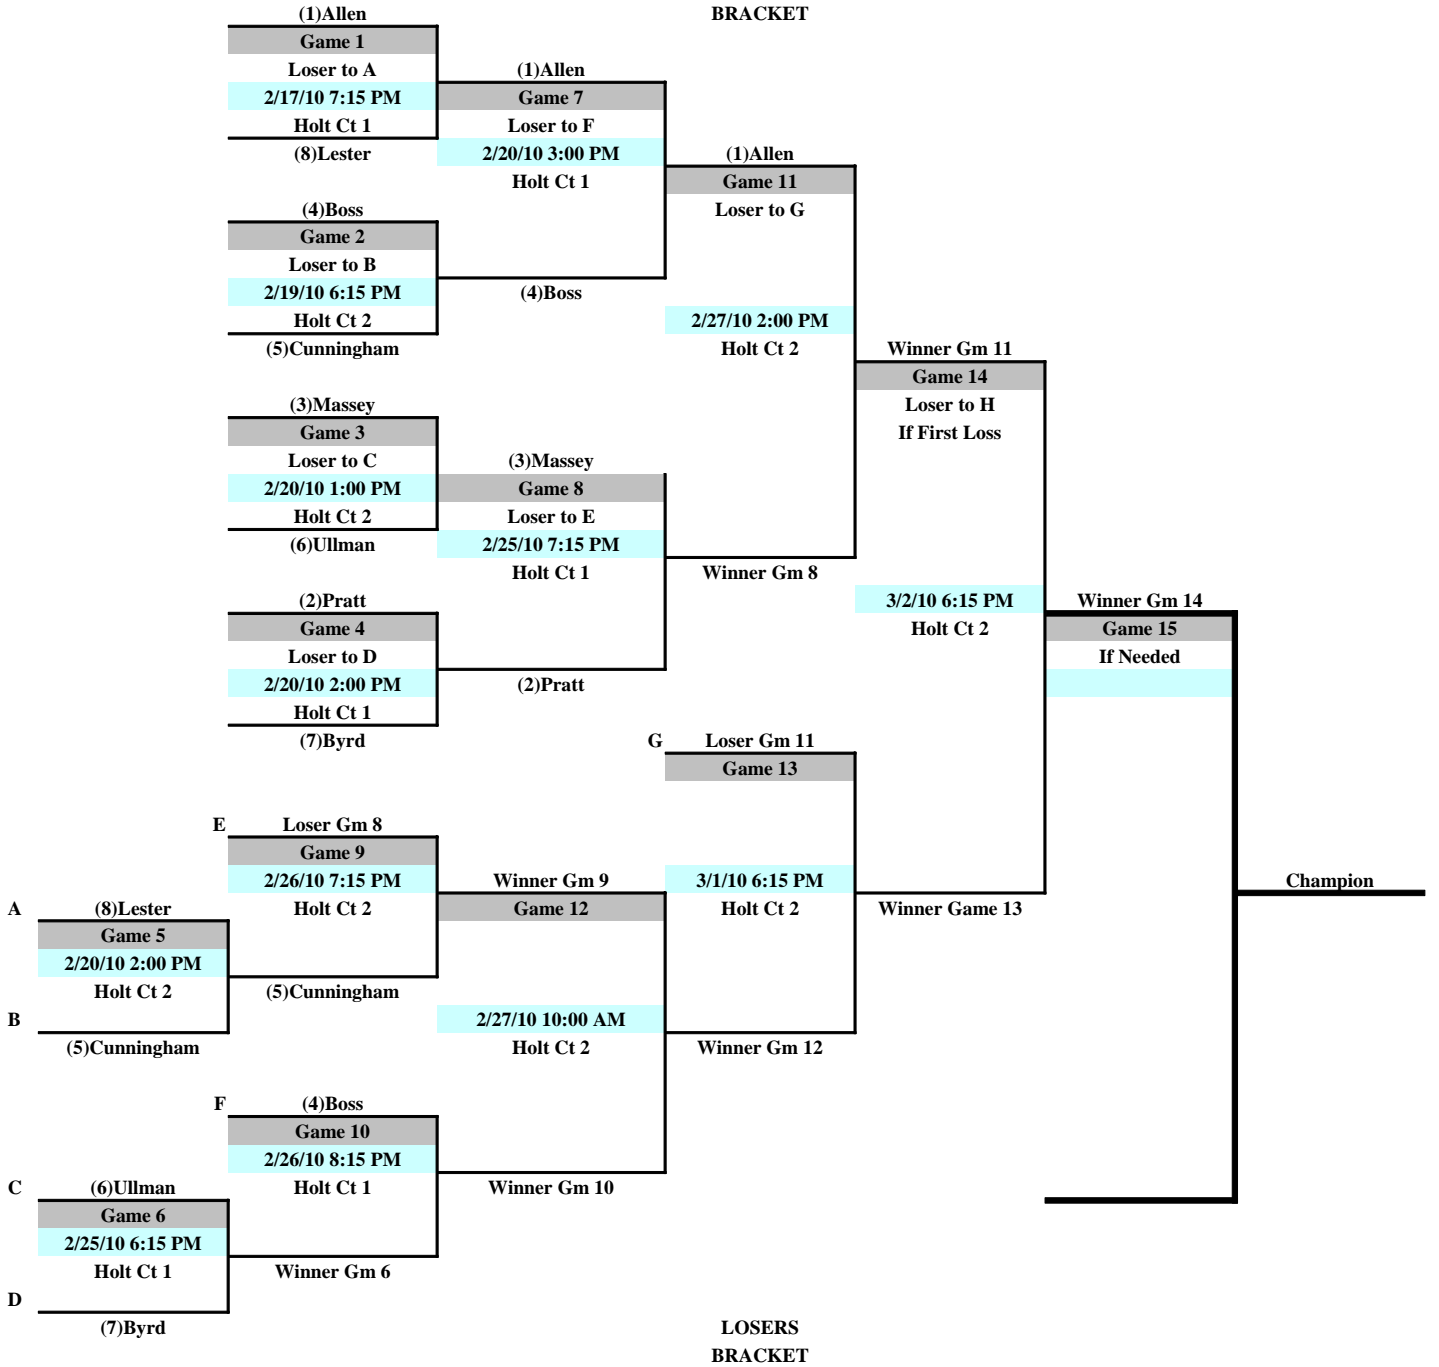 (1)Allen
BRACKET
Game 1
Loser to A
(1)Allen
2/17/10 7:15 PM
Game 7
Holt Ct 1
Loser to F
(8)Lester
2/20/10 3:00 PM
(1)Allen
Holt Ct 1
Game 11
(4)Boss
Loser to G
Game 2
Loser to B
2/19/10 6:15 PM
(4)Boss
Holt Ct 2
2/27/10 2:00 PM
(5)Cunningham
Holt Ct 2
Winner Gm 11
Game 14
(3)Massey
Loser to H
Game 3
If First Loss
Loser to C
(3)Massey
2/20/10 1:00 PM
Game 8
Holt Ct 2
Loser to E
(6)Ullman
2/25/10 7:15 PM
Holt Ct 1
Winner Gm 8
(2)Pratt
3/2/10 6:15 PM
Winner Gm 14
Game 4
Holt Ct 2
Game 15
Loser to D
If Needed
2/20/10 2:00 PM
(2)Pratt
Holt Ct 1
(7)Byrd
G
Loser Gm 11
Game 13
E
Loser Gm 8
Game 9
2/26/10 7:15 PM
Winner Gm 9
3/1/10 6:15 PM
Champion
A
(8)Lester
Holt Ct 2
Game 12
Holt Ct 2
Winner Game 13
Game 5
2/20/10 2:00 PM
Holt Ct 2
(5)Cunningham
B
2/27/10 10:00 AM
(5)Cunningham
Holt Ct 2
Winner Gm 12
F
(4)Boss
Game 10
2/26/10 8:15 PM
C
(6)Ullman
Holt Ct 1
Winner Gm 10
Game 6
2/25/10 6:15 PM
Holt Ct 1
Winner Gm 6
D
(7)Byrd
LOSERS
BRACKET